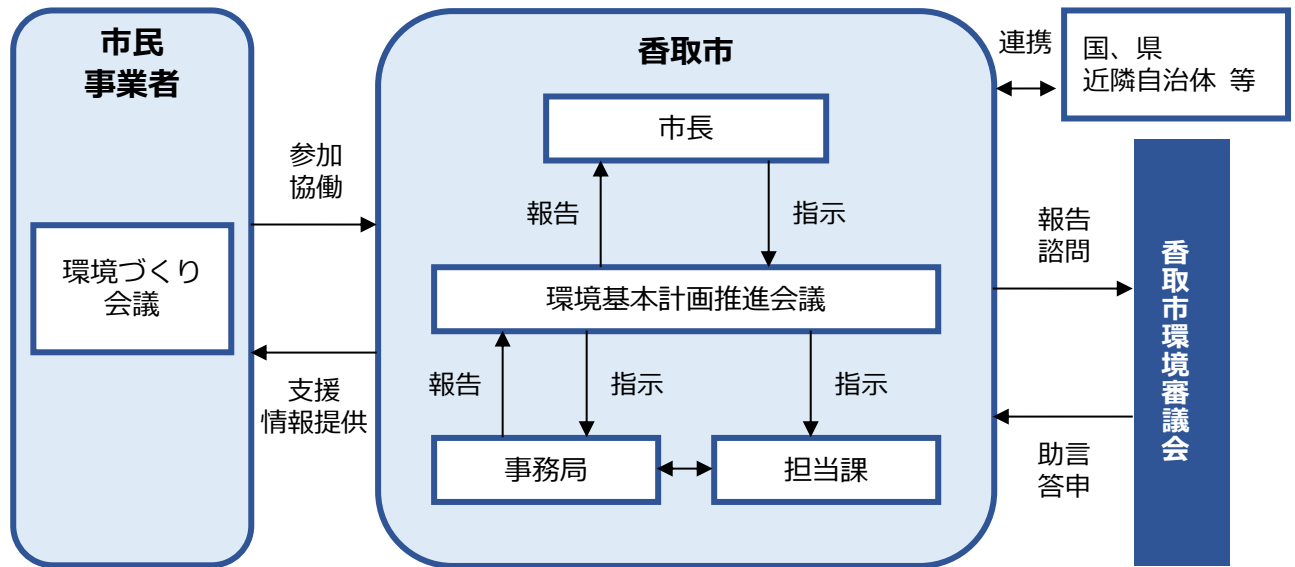 市民
事業者
環境づくり
会議
参加
協働
支援
情報提供
香取市
市長
報告
指示
環境基本計画推進会議
報告
指示
指示
事務局
担当課
連携
国、県
近隣自治体 等
報告
諮問
助言
答申
香取市環境審議会